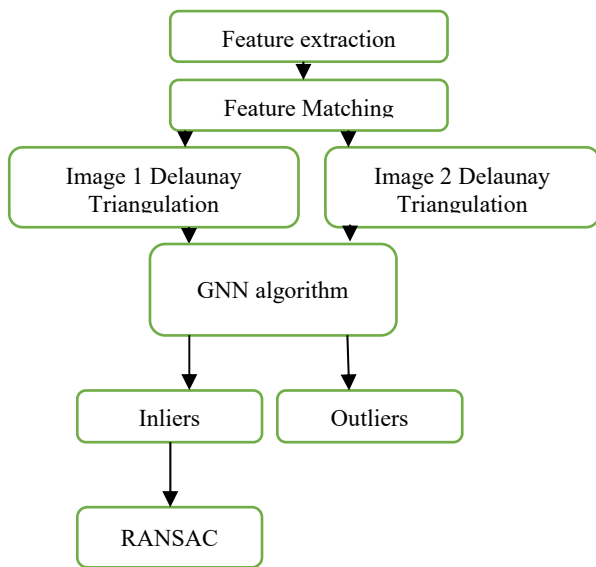 Feature extraction
Feature Matching
Image 1 Delaunay
Triangulation
Image 2 Delaunay
Triangulation
GNN algorithm
Inliers
Outliers
RANSAC